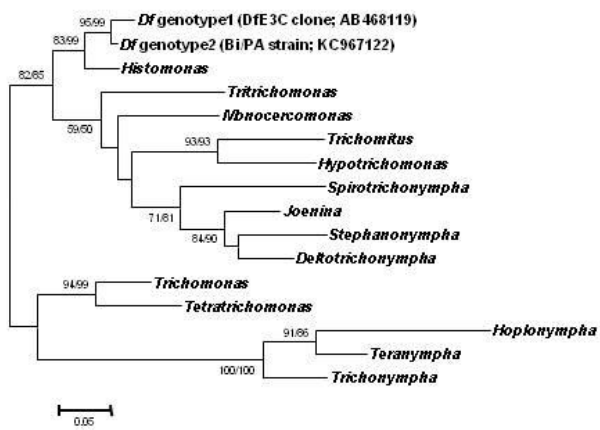 95/99
Df genotype1 (DfE3C clone; AB468119)
83/99
Df genotype2 (Bi/PA strain; KC967122)
Histomonas
82/85
Tritrichomonas
Monocercomonas
59/50
93/93
Trichomitus
Hypotrichomonas
Spirotrichonympha
71/81
Joenina
84/90
Stephanonympha
Deltotrichonympha
94/99
Trichomonas
Tetratrichomonas
91/86
Hoplonympha
Teranympha
100/100
Trichonympha
0.05